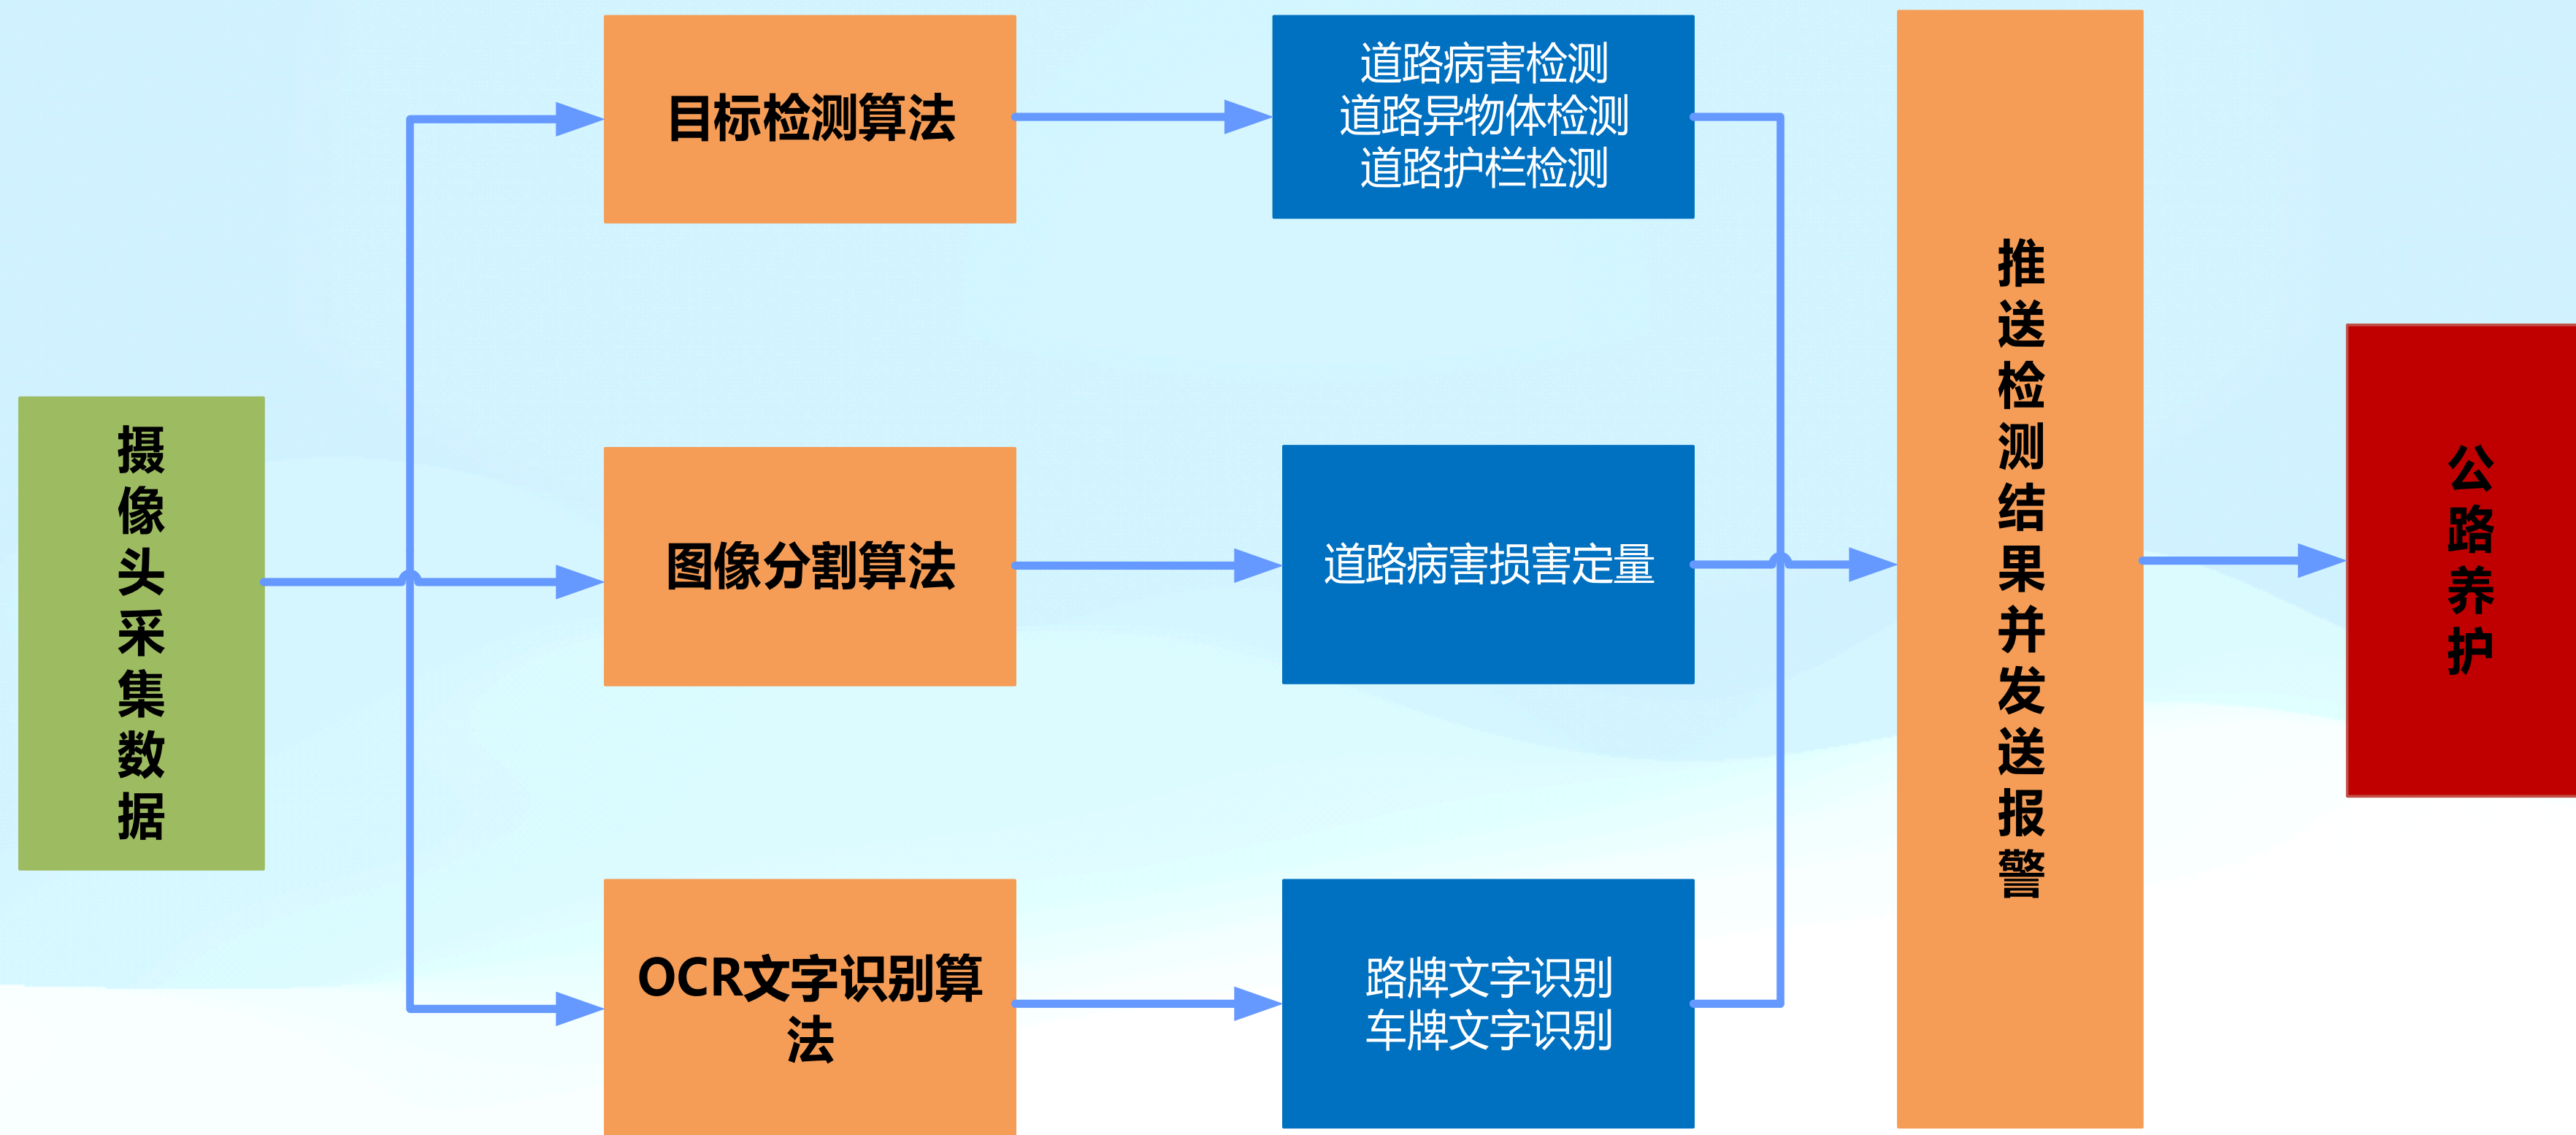 摄像头采集数据
目标检测算法
道路病害检测
道路异物体检测
道路护栏检测
图像分割算法
道路病害损害定量
OCR文字识别算
法
路牌文字识别
车牌文字识别
推送检测结果并发送报警
公路养护